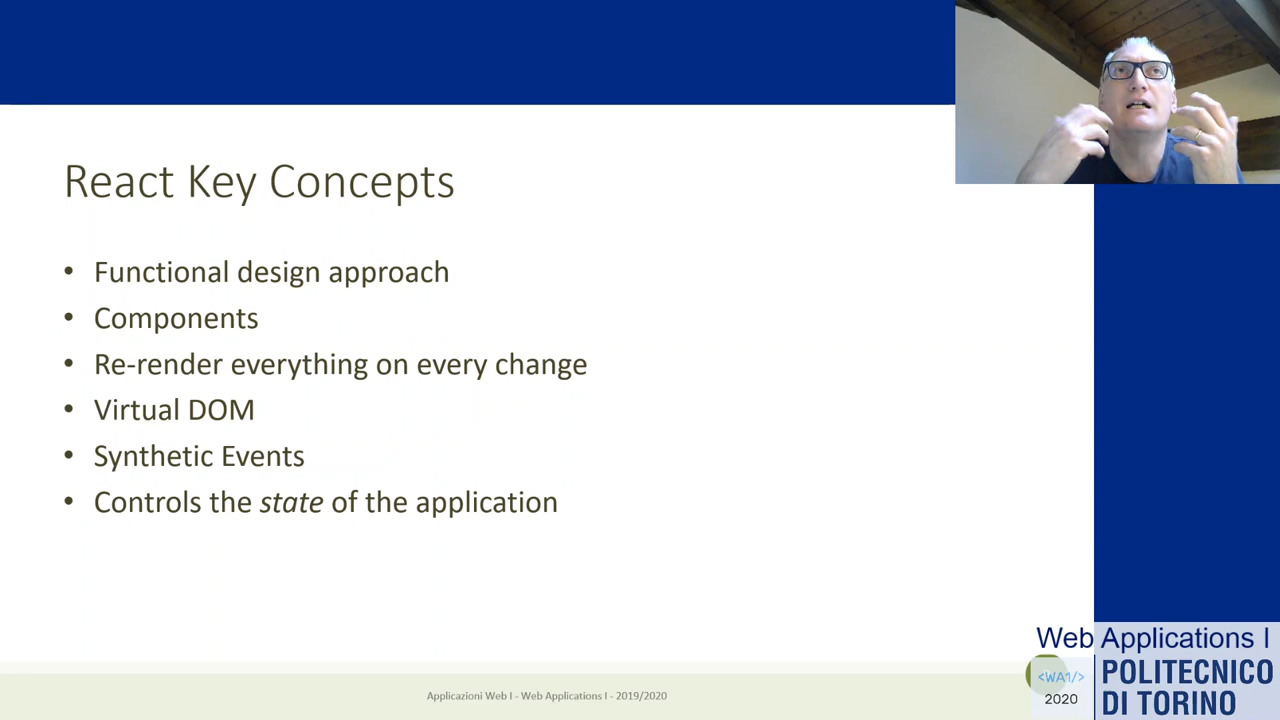 React Key Concepts
• Functional design approach
• Components
• Re-render everything on every change
• Virtual DOM
• Synthetic Events
• Controls the state of the application
Applicazioni Web I - Web Applications I - 2019/2020
Web Applications I
<WA1/>
2020
POLITECNICO
DI TORINO